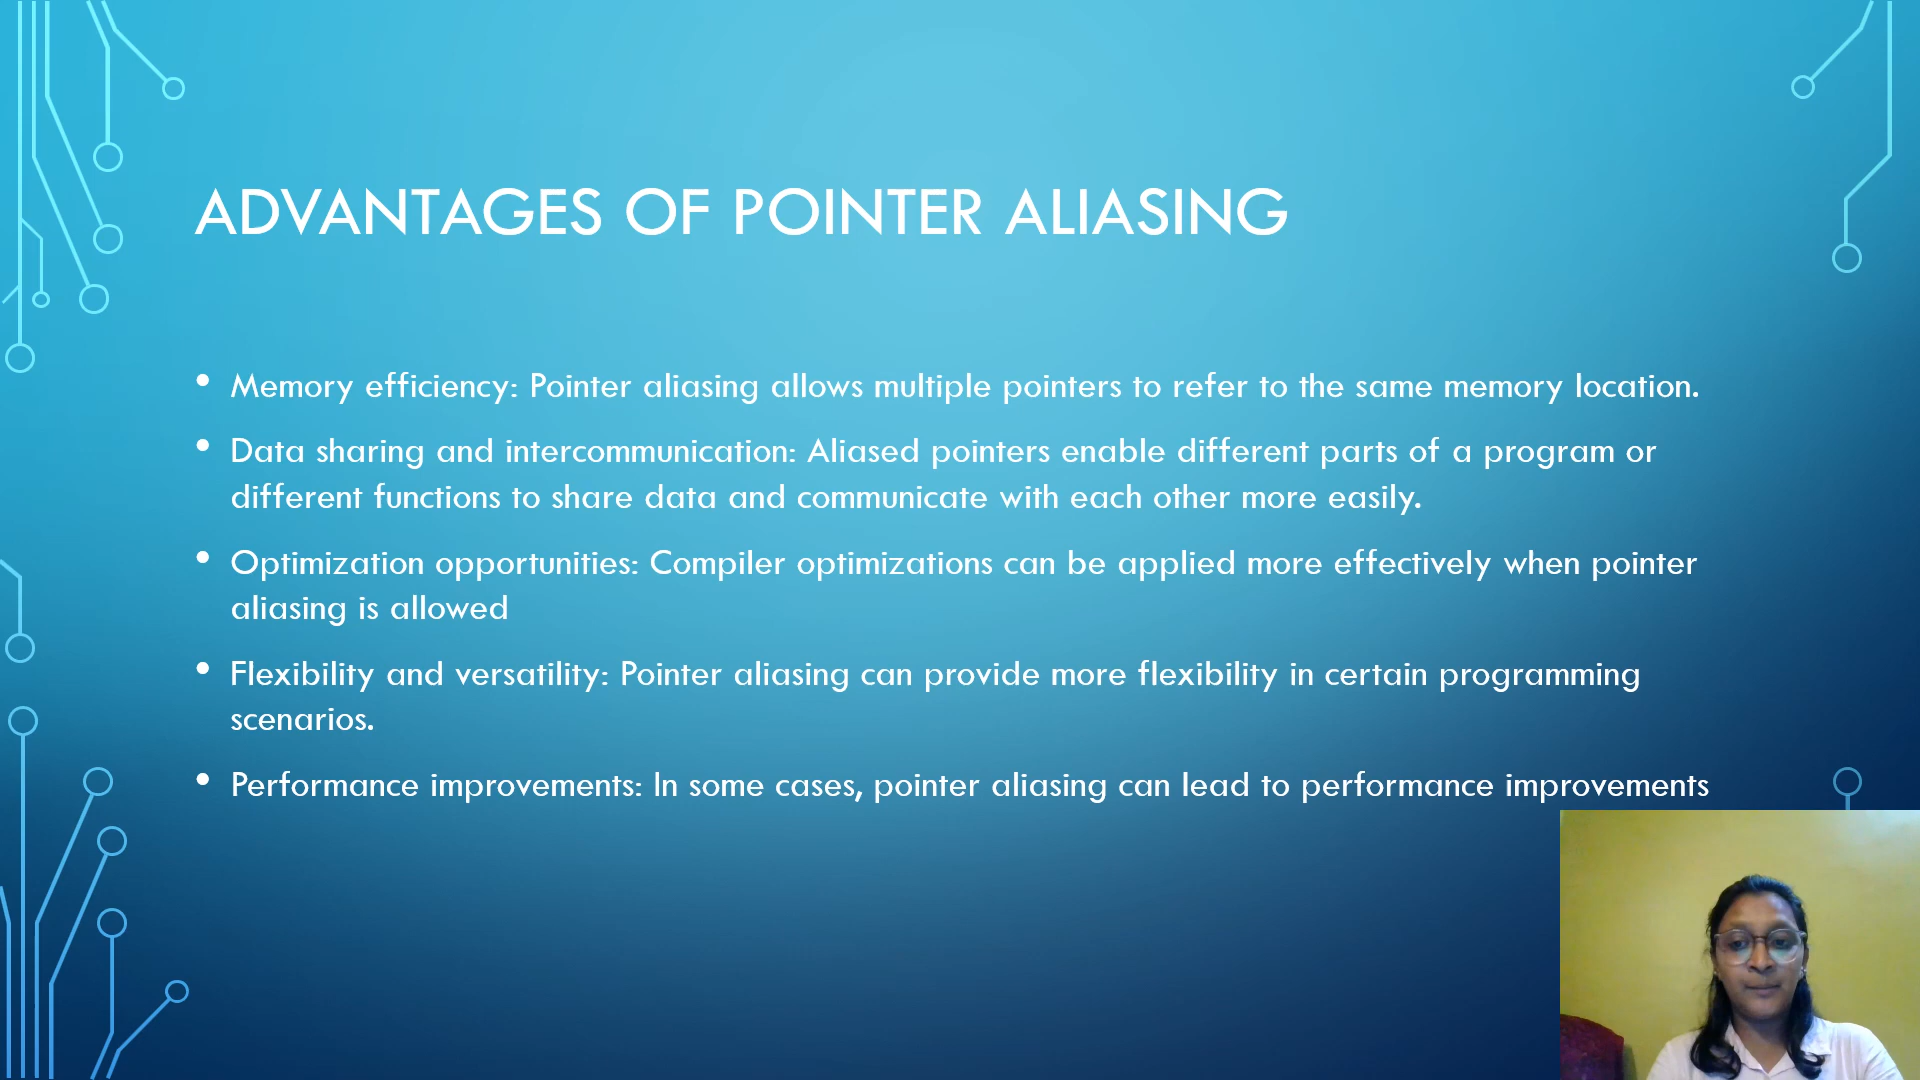 ADVANTAGES OF POINTER ALIASING
• Memory efficiency: Pointer aliasing allows multiple pointers to refer to the same memory location.
• Data sharing and intercommunication: Aliased pointers enable different parts of a program or
different functions to share data and communicate with each other more easily.
• Optimization opportunities: Compiler optimizations can be applied more effectively when pointer
aliasing is allowed
• Flexibility and versatility: Pointer aliasing can provide more flexibility in certain programming
scenarios.
• Performance improvements: In some cases, pointer aliasing can lead to performance improvements